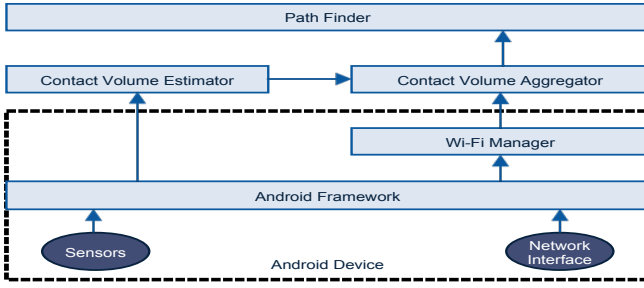 Path Finder
Contact Volume Estimator
Contact Volume Aggregator
Wi-Fi Manager
Android Framework
Sensors
Network
Interface
Android Device